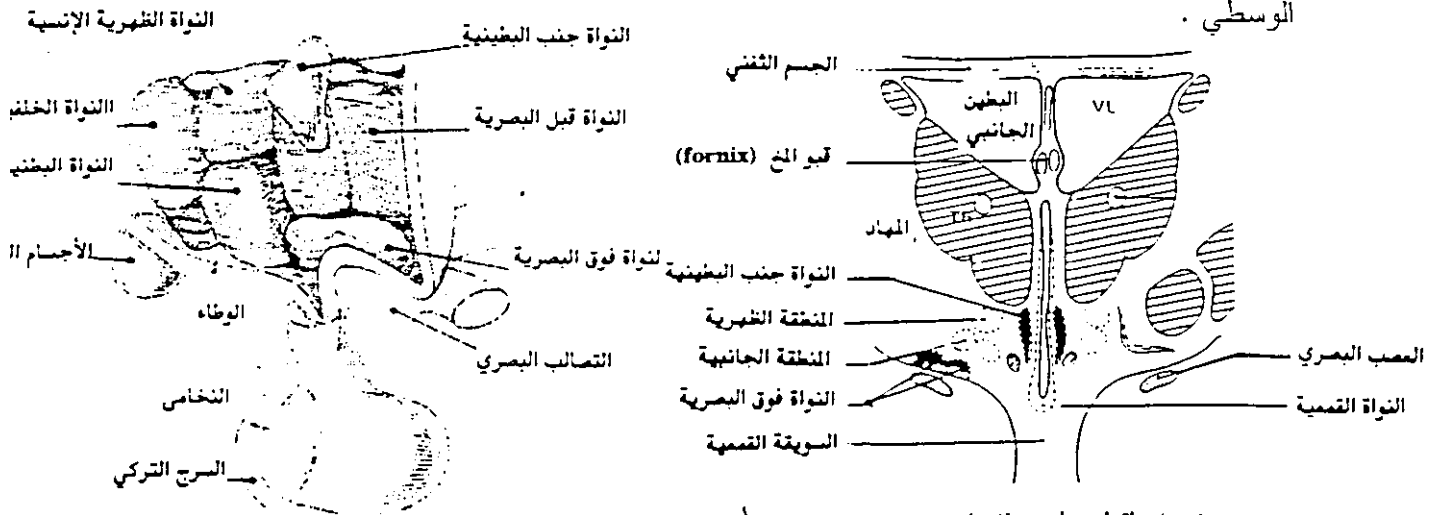 الوسطي .
الجسم الثفني
البطين
الجانبي
VL
قبو المخ (fornix)
المهاد
النواة جنب البطينية
المنطقة الظهرية
المنطقة الجانبية
النواة فوق البصرية
السويقة القمعية
العصب البصري
النواة القمعية
النواة الظهرية الإنسية
النواة جنب البطينية
النواة قبل البصرية
النواة
النواة
الأجسام
لنواة فوق البصرية
الوطاء
التصالب البصري
النخامى
السرج التركي